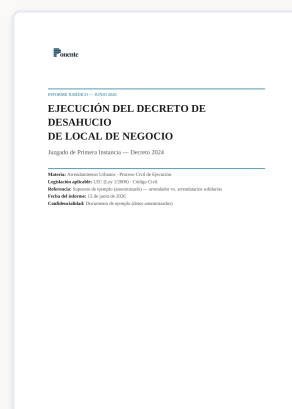 Ponente
INFORME JURÍDICO — JUNIO 2026
EJECUCIÓN DEL DECRETO DE
DESAHUCIO
DE LOCAL DE NEGOCIO
Juzgado de Primera Instancia — Decreto 2024
Materia: Arrendamientos Urbanos · Proceso Civil de Ejecución
Legislación aplicable: LEC (Ley 1/2000) · Código Civil
Referencia: Supuesto de ejemplo (anonimizado) — arrendador vs. arrendatarios solidarios
Fecha del informe: 15 de junio de 2026
Confidencialidad: Documento de ejemplo (datos anonimizados)